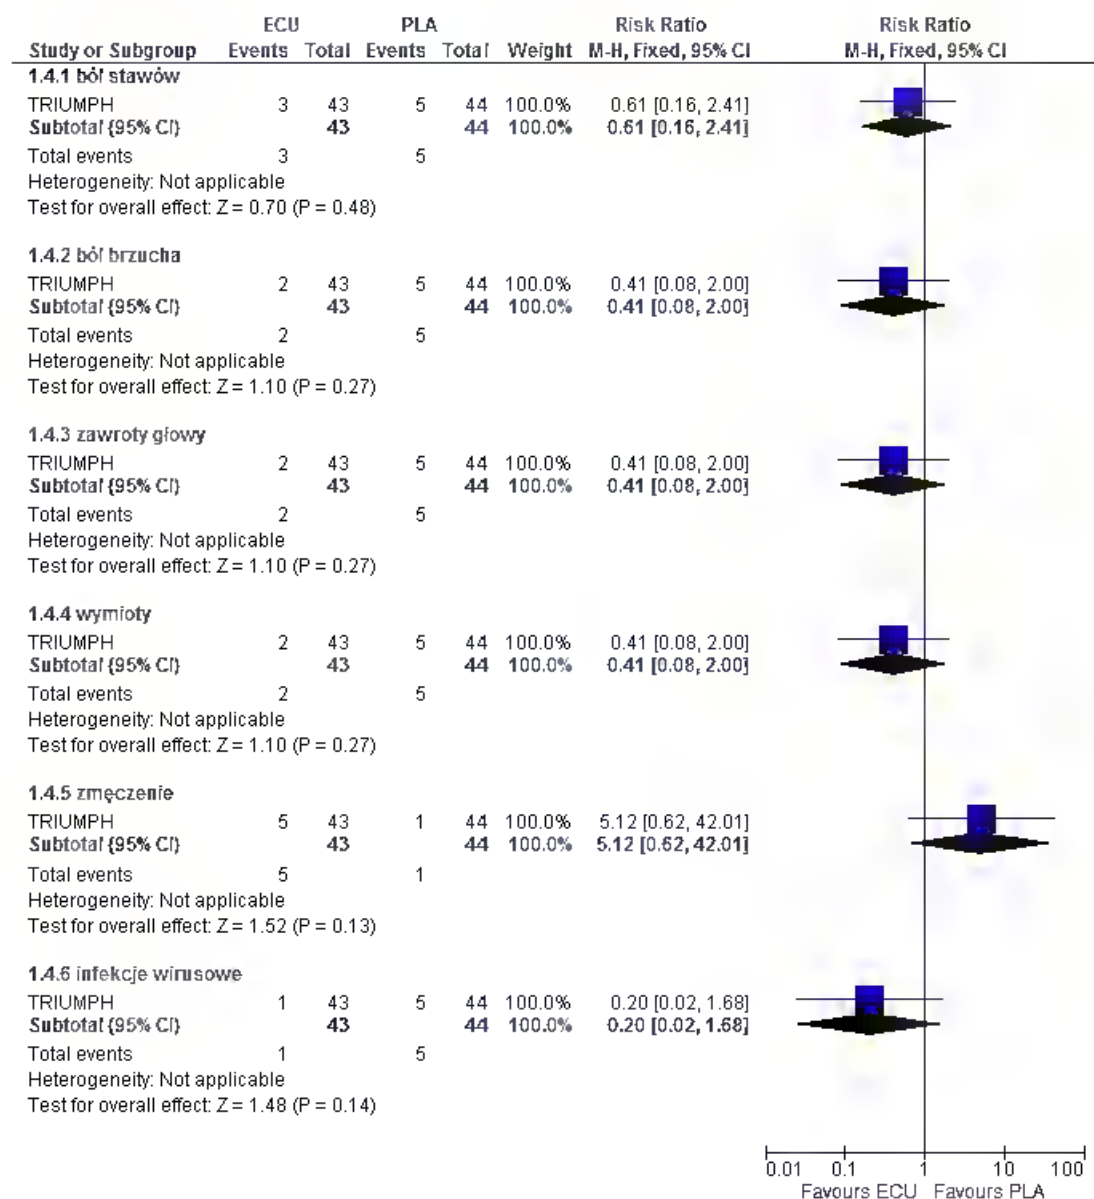 ECU PLA Risk Ratio Risk Ratio
Study or Subgroup Events Total Events Total Weight M-H, Fixed, 95% CI M-H, Fixed, 95% CI
1.4.1 ból stawów
TRIUMPH 3 43 5 44 100.0% 0.61 [0.16, 2.41]
Subtotal (95% CI) 43 44 100.0% 0.61 [0.16, 2.41]
Total events 3 5
Heterogeneity: Not applicable
Test for overall effect: Z = 0.70 (P = 0.48)
1.4.2 ból brzucha
TRIUMPH 2 43 5 44 100.0% 0.41 [0.08, 2.00]
Subtotal (95% CI) 43 44 100.0% 0.41 [0.08, 2.00]
Total events 2 5
Heterogeneity: Not applicable
Test for overall effect: Z = 1.10 (P = 0.27)
1.4.3 zawroty głowy
TRIUMPH 2 43 5 44 100.0% 0.41 [0.08, 2.00]
Subtotal (95% CI) 43 44 100.0% 0.41 [0.08, 2.00]
Total events 2 5
Heterogeneity: Not applicable
Test for overall effect: Z = 1.10 (P = 0.27)
1.4.4 wymioty
TRIUMPH 2 43 5 44 100.0% 0.41 [0.08, 2.00]
Subtotal (95% CI) 43 44 100.0% 0.41 [0.08, 2.00]
Total events 2 5
Heterogeneity: Not applicable
Test for overall effect: Z = 1.10 (P = 0.27)
1.4.5 zmęczenie
TRIUMPH 5 43 1 44 100.0% 5.12 [0.62, 42.01]
Subtotal (95% CI) 43 44 100.0% 5.12 [0.62, 42.01]
Total events 5 1
Heterogeneity: Not applicable
Test for overall effect: Z = 1.52 (P = 0.13)
1.4.6 infekcje wirusowe
TRIUMPH 1 43 5 44 100.0% 0.20 [0.02, 1.68]
Subtotal (95% CI) 43 44 100.0% 0.20 [0.02, 1.68]
Total events 1 5
Heterogeneity: Not applicable
Test for overall effect: Z = 1.48 (P = 0.14)
0.01 0.1 1 10 100
Favours ECU Favours PLA